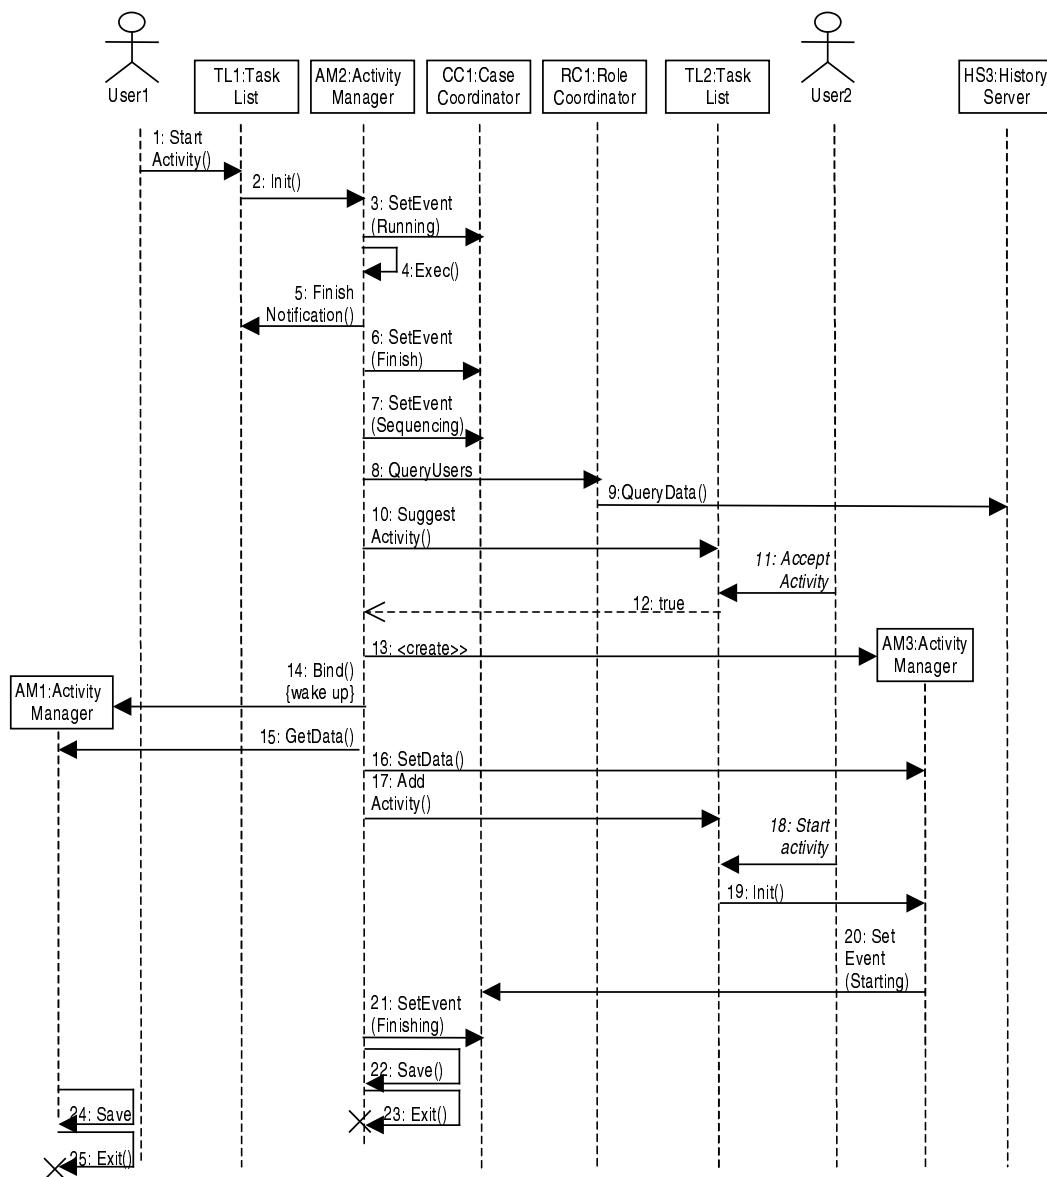 User1
TL1:Task
List
AM2:Activity
Manager
CC1:Case
Coordinator
RC1:Role
Coordinator
TL2:Task
List
User2
HS3:History
Server
1: Start
Activity()
2: Init()
3: SetEvent
(Running)
4:Exec()
5: Finish
Notification()
6: SetEvent
(Finish)
7: SetEvent
(Sequencing)
8: QueryUsers
9:QueryData()
10: Suggest
Activity()
11: Accept
Activity
12: true
13: <create>>
AM3:Activity
Manager
14: Bind()
{wake up}
AM1:Activity
Manager
15: GetData()
16: SetData()
17: Add
Activity()
18: Start
activity
19: Init()
20: Set
Event
(Starting)
21: SetEvent
(Finishing)
22: Save()
23: Exit()
24: Save
25: Exit()